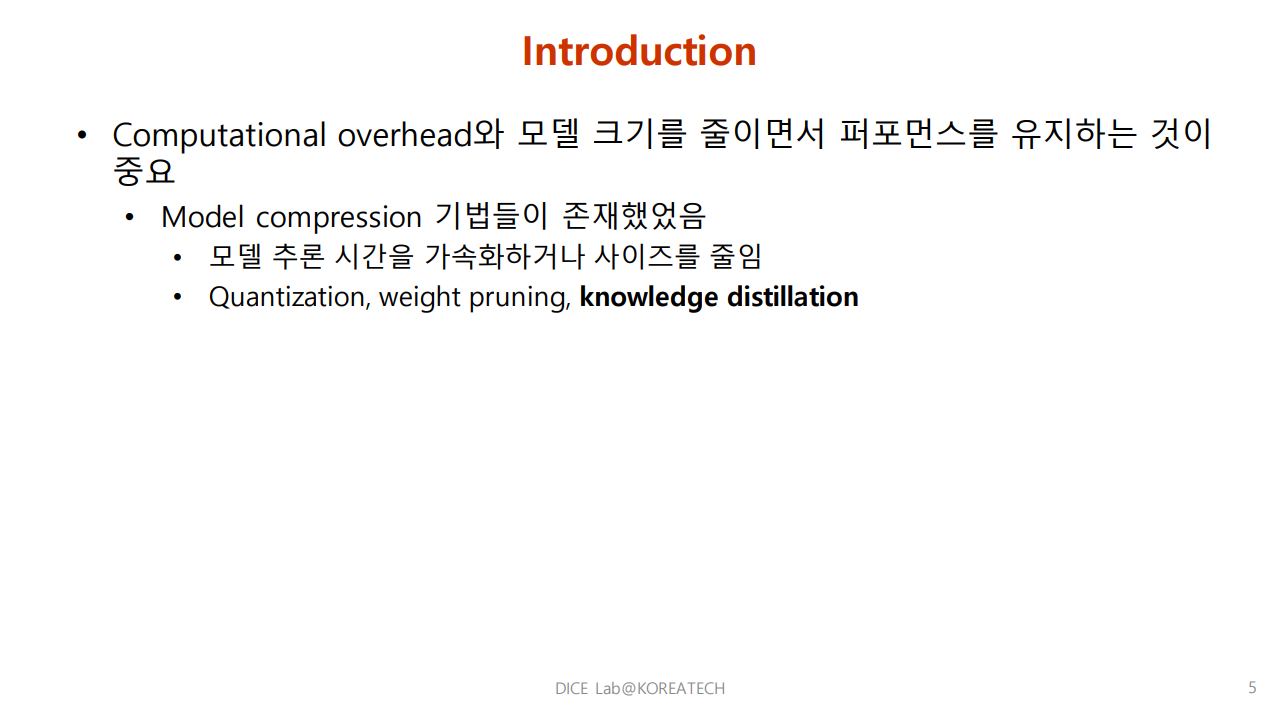 Introduction
• Computational overhead와 모델 크기를 줄이면서 퍼포먼스를 유지하는 것이
중요
• Model compression 기법들이 존재했었음
• 모델 추론 시간을 가속화하거나 사이즈를 줄임
• Quantization, weight pruning, knowledge distillation
DICE Lab@KOREATECH
5